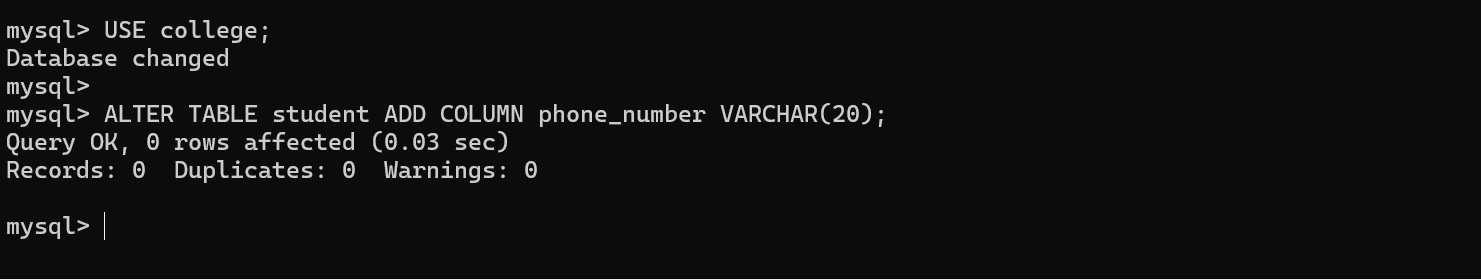 mysql> USE college;
Database changed
mysql>
mysql> ALTER TABLE student ADD COLUMN phone_number VARCHAR(20);
Query OK, 0 rows affected (0.03 sec)
Records: 0  Duplicates: 0  Warnings: 0
mysql>